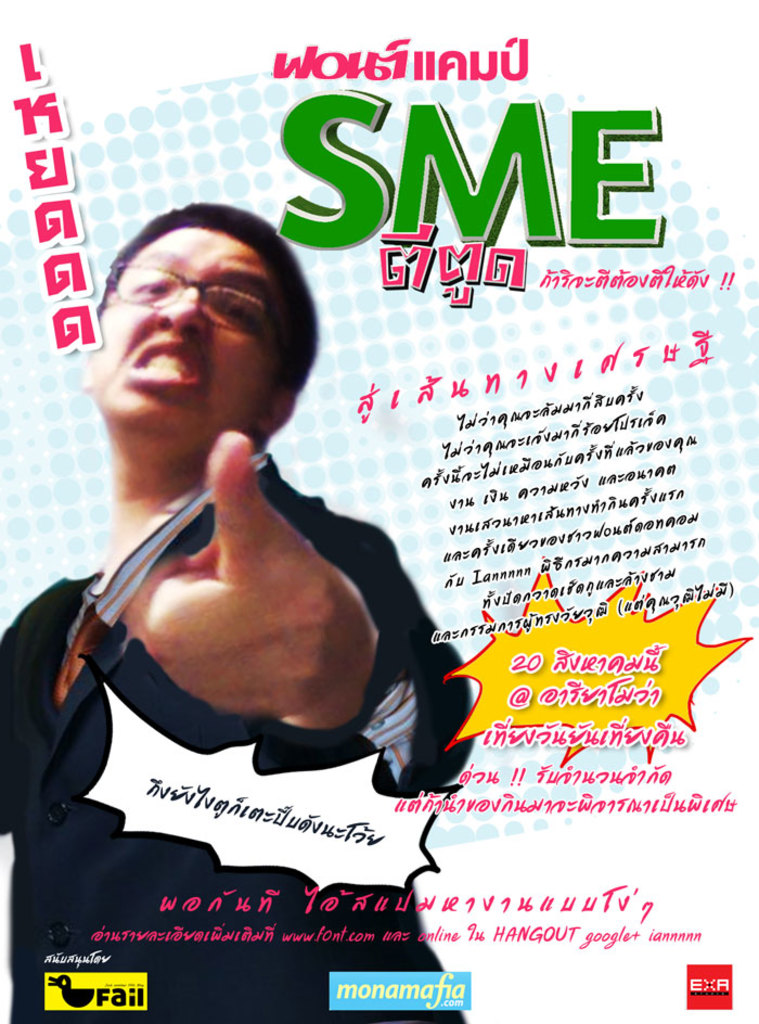 เหยดดด
ฟอนต์แคมป์
SME
ตีตูด
ถ้าริจะตีต้องตีให้ดัง !!
สู่เส้นทางเศรษฐี
ไม่ว่าคุณจะล้มมากี่สิบครั้ง
ไม่ว่าคุณจะเจ๊งมากี่ร้อยโปรเจ็ค
ครั้งนี้จะไม่เหมือนกับครั้งที่แล้วของคุณ
งาน เงิน ความหวัง และอนาคต
งานเสวนาหาเส้นทางทำกินครั้งแรก
และครั้งเดียวของชาวฟอนต์ดอทคอม
กับ Iannnnn พิธีกรมากความสามารถ
ทั้งปัดกวาดเช็ดถูและล้างชาม
และกรรมการผู้ทรงวัยวุฒิ (แต่คุณวุฒิไม่มี)
20 สิงหาคมนี้
@ อารียาโมว่า
เที่ยงวันยันเที่ยงคืน
ด่วน !! รับจำนวนจำกัด
แต่ถ้านำของกินมาจะพิจารณาเป็นพิเศษ
ถึงยังไงตูก็เตะปี๊บดังนะโว้ย
พอกันที ไอ้สแปมหางานแบบโง่ๆ
อ่านรายละเอียดเพิ่มเติมที่ www.f0nt.com และ online ใน HANGOUT google+ iannnnn
สนับสนุนโดย
Fail
monamafia
.com
EXA